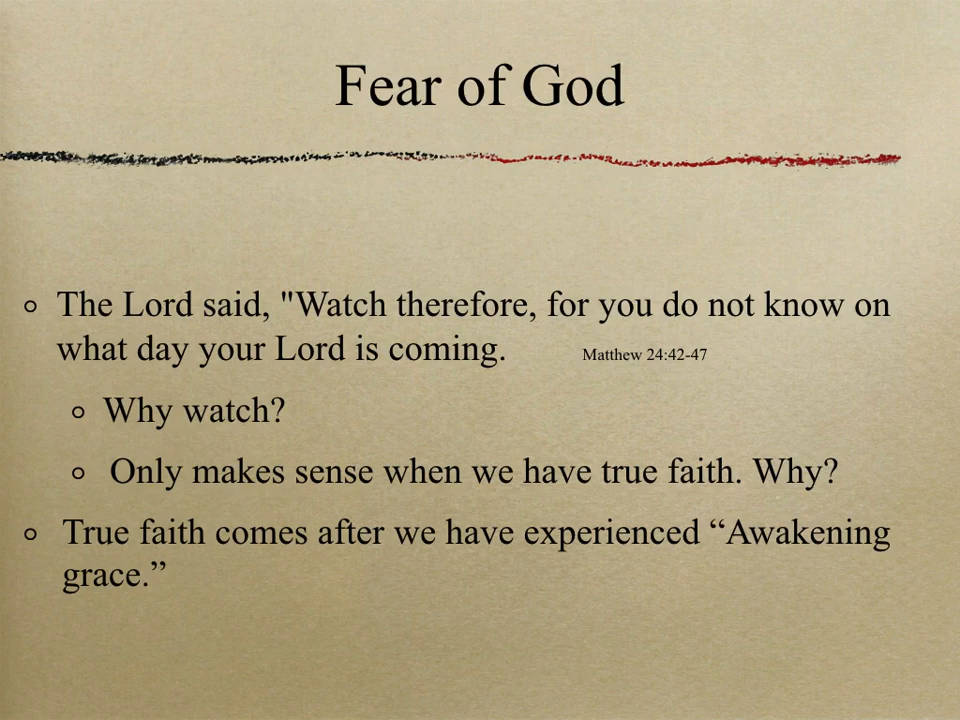 Fear of God
The Lord said, "Watch therefore, for you do not know on
what day your Lord is coming. Matthew 24:42-47
Why watch?
Only makes sense when we have true faith. Why?
True faith comes after we have experienced “Awakening
grace.”